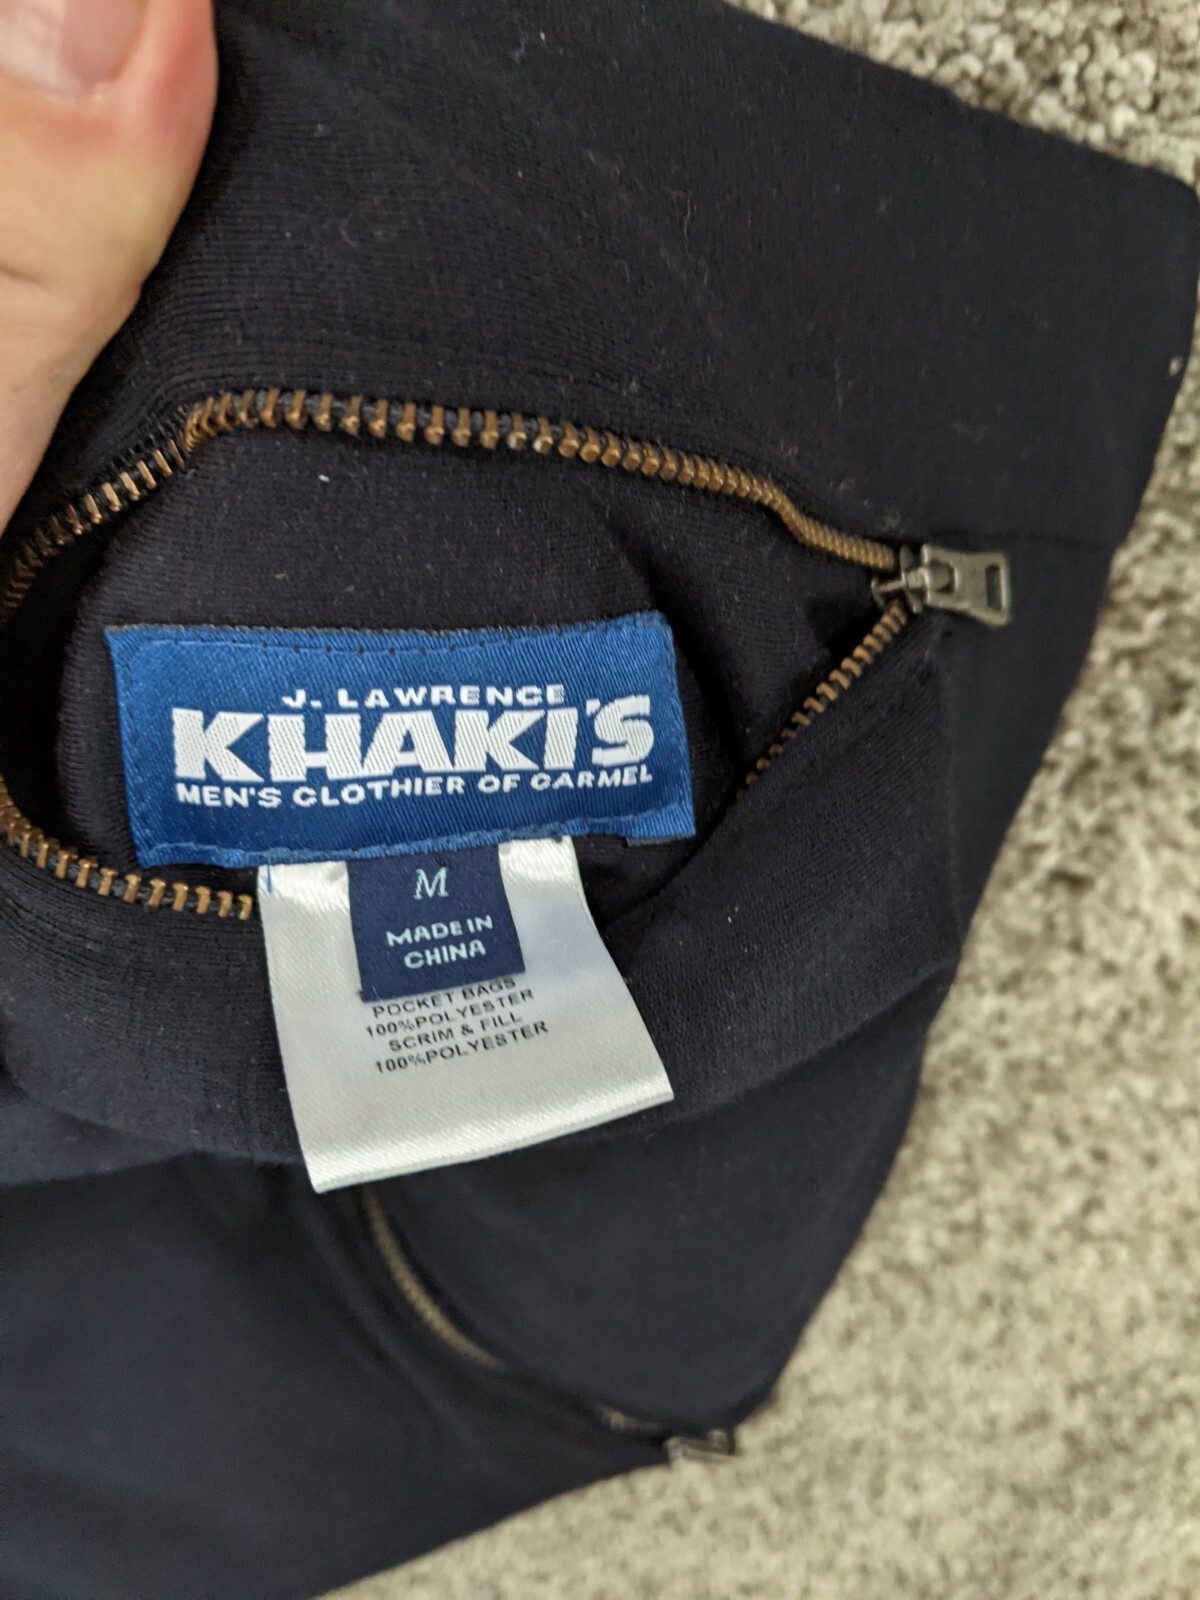 J. LAWRENCE
KHAKI'S
MEN'S CLOTHIER OF CARMEL
M
MADE IN
CHINA
POCKET BAGS
100%POLYESTER
SCRIM & FILL
100%POLYESTER